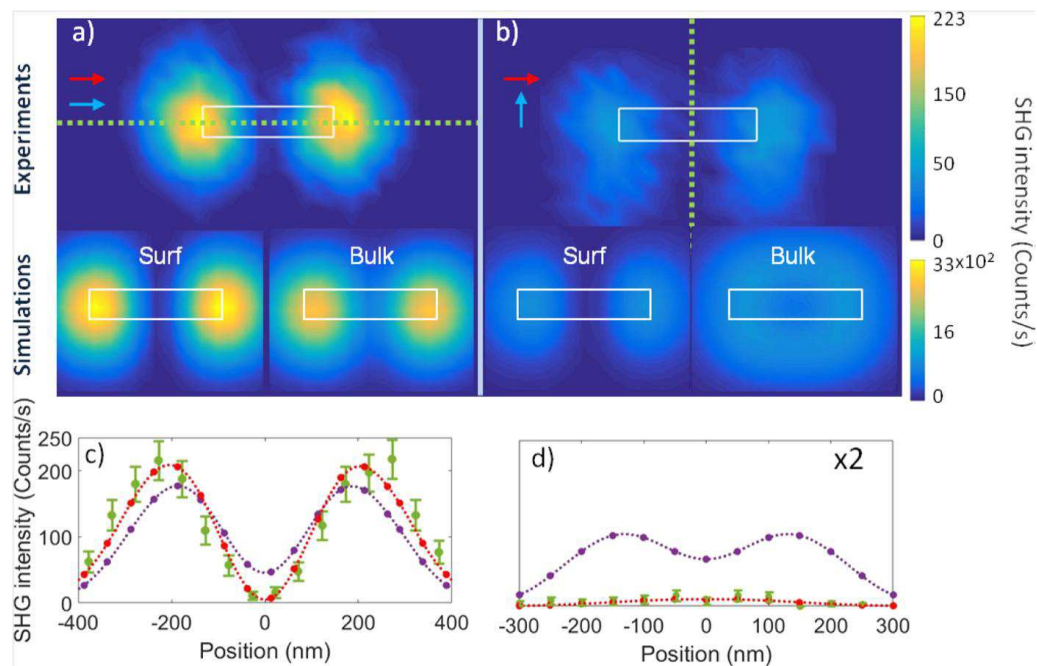 a)
b)
Experiments
223
150
50
0
SHG intensity (Counts/s)
Simulations
Surf
Bulk
Surf
Bulk
33x10²
16
0
SHG intensity (Counts/s)
250
200
100
0
c)
-400 -200 0 200 400
Position (nm)
d)
x2
-300 -200 -100 0 100 200 300
Position (nm)